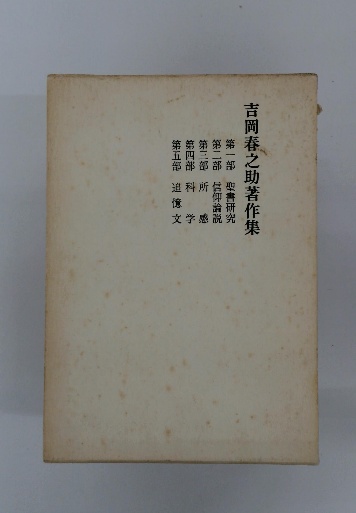 吉岡春之助著作集
第一部 聖書研究
第二部 信仰論説
第三部 所感
第四部 科学
第五部 追憶文